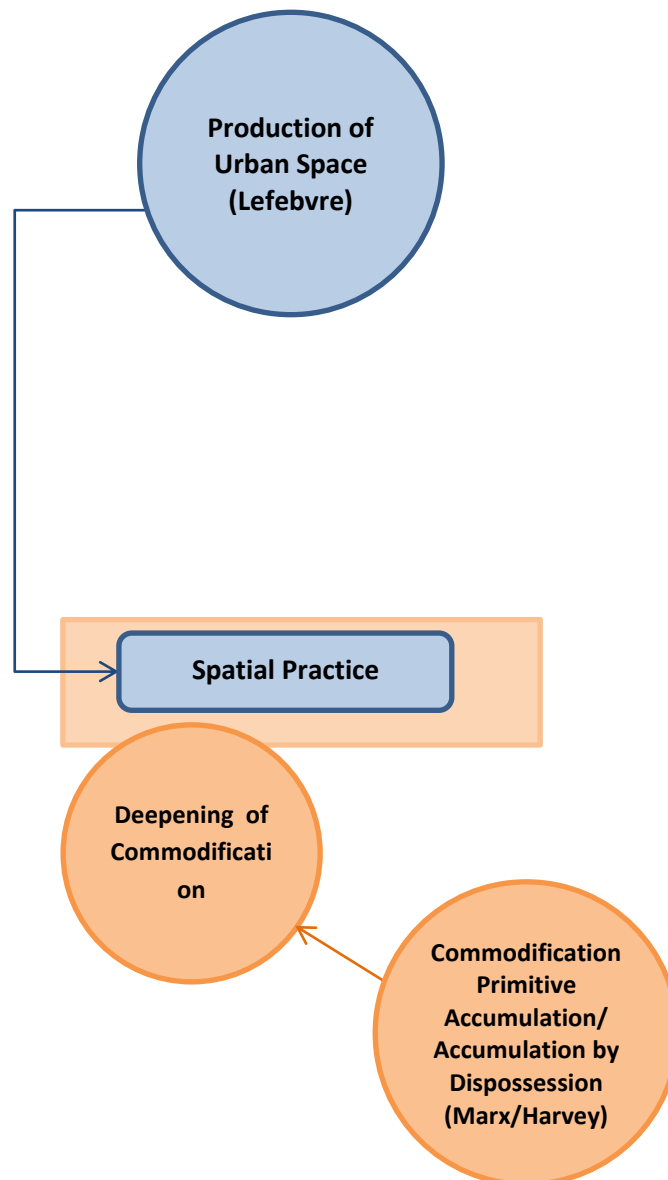 Production of
Urban Space
(Lefebvre)
Spatial Practice
Deepening of
Commodificati
on
Commodification
Primitive
Accumulation/
Accumulation by
Dispossession
(Marx/Harvey)